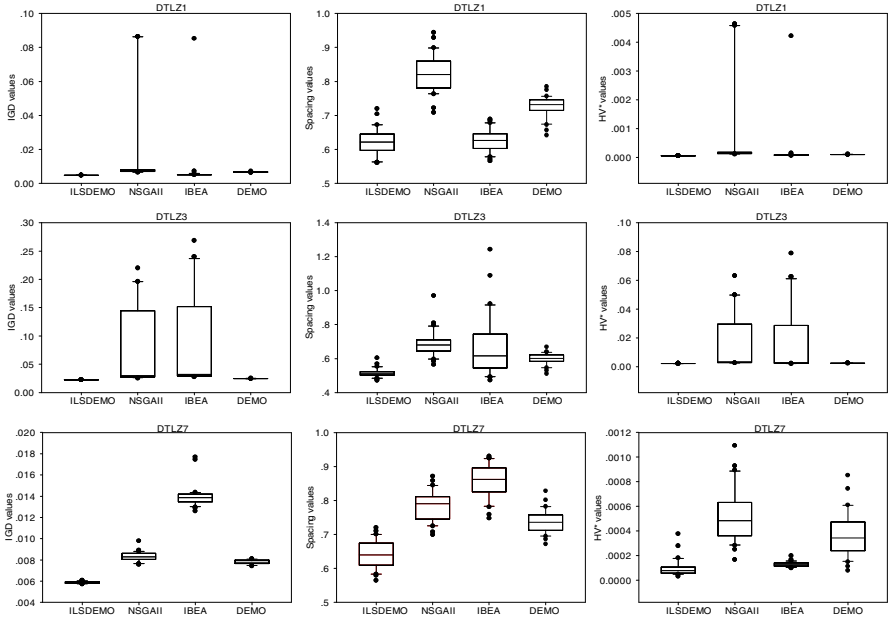 DTLZ1
IGD values
.10
.08
.06
.04
.02
0.00
ILSDEMO NSGAII IBEA DEMO
DTLZ1
Spacing values
1.0
.9
.8
.7
.6
.5
ILSDEMO NSGAII IBEA DEMO
DTLZ1
HV* values
.005
.004
.003
.002
.001
0.000
ILSDEMO NSGAII IBEA DEMO
DTLZ3
IGD values
.30
.25
.20
.15
.10
.05
0.00
ILSDEMO NSGAII IBEA DEMO
DTLZ3
Spacing values
1.4
1.2
1.0
.8
.6
.4
ILSDEMO NSGAII IBEA DEMO
DTLZ3
HV* values
.10
.08
.06
.04
.02
0.00
ILSDEMO NSGAII IBEA DEMO
DTLZ7
IGD values
.020
.018
.016
.014
.012
.010
.008
.006
.004
ILSDEMO NSGAII IBEA DEMO
DTLZ7
Spacing values
1.0
.9
.8
.7
.6
.5
ILSDEMO NSGAII IBEA DEMO
DTLZ7
HV* values
.0012
.0010
.0008
.0006
.0004
.0002
0.0000
ILSDEMO NSGAII IBEA DEMO